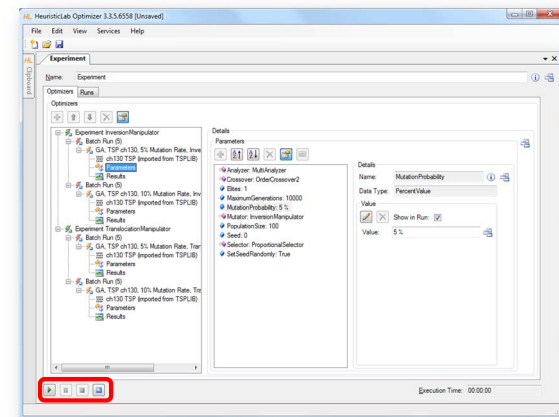 HeuristicLab Optimizer 3.3.5.6558 [Unsaved]
File Edit View Services Help
Experiment
Clipboard
Name: Experiment
Optimizers Runs
Optimizers
Experiment InversionManipulator
Batch Run (5)
GA, TSP ch130, 5% Mutation Rate, Inve
ch130 TSP (imported from TSPLIB)
Parameters
Results
Batch Run (5)
GA, TSP ch130, 10% Mutation Rate, Inv
ch130 TSP (imported from TSPLIB)
Parameters
Results
Experiment TranslocationManipulator
Batch Run (5)
GA, TSP ch130, 5% Mutation Rate, Tran
ch130 TSP (imported from TSPLIB)
Parameters
Results
Batch Run (5)
GA, TSP ch130, 10% Mutation Rate, Tra
ch130 TSP (imported from TSPLIB)
Parameters
Results
Details
Parameters
Analyzer: MultiAnalyzer
Crossover: OrderCrossover2
Elites: 1
MaximumGenerations: 10000
MutationProbability: 5 %
Mutator: InversionManipulator
PopulationSize: 100
Seed: 0
Selector: ProportionalSelector
SetSeedRandomly: True
Details
Name: MutationProbability
Data Type: PercentValue
Value
Show in Run:
Value: 5 %
Execution Time: 00:00:00